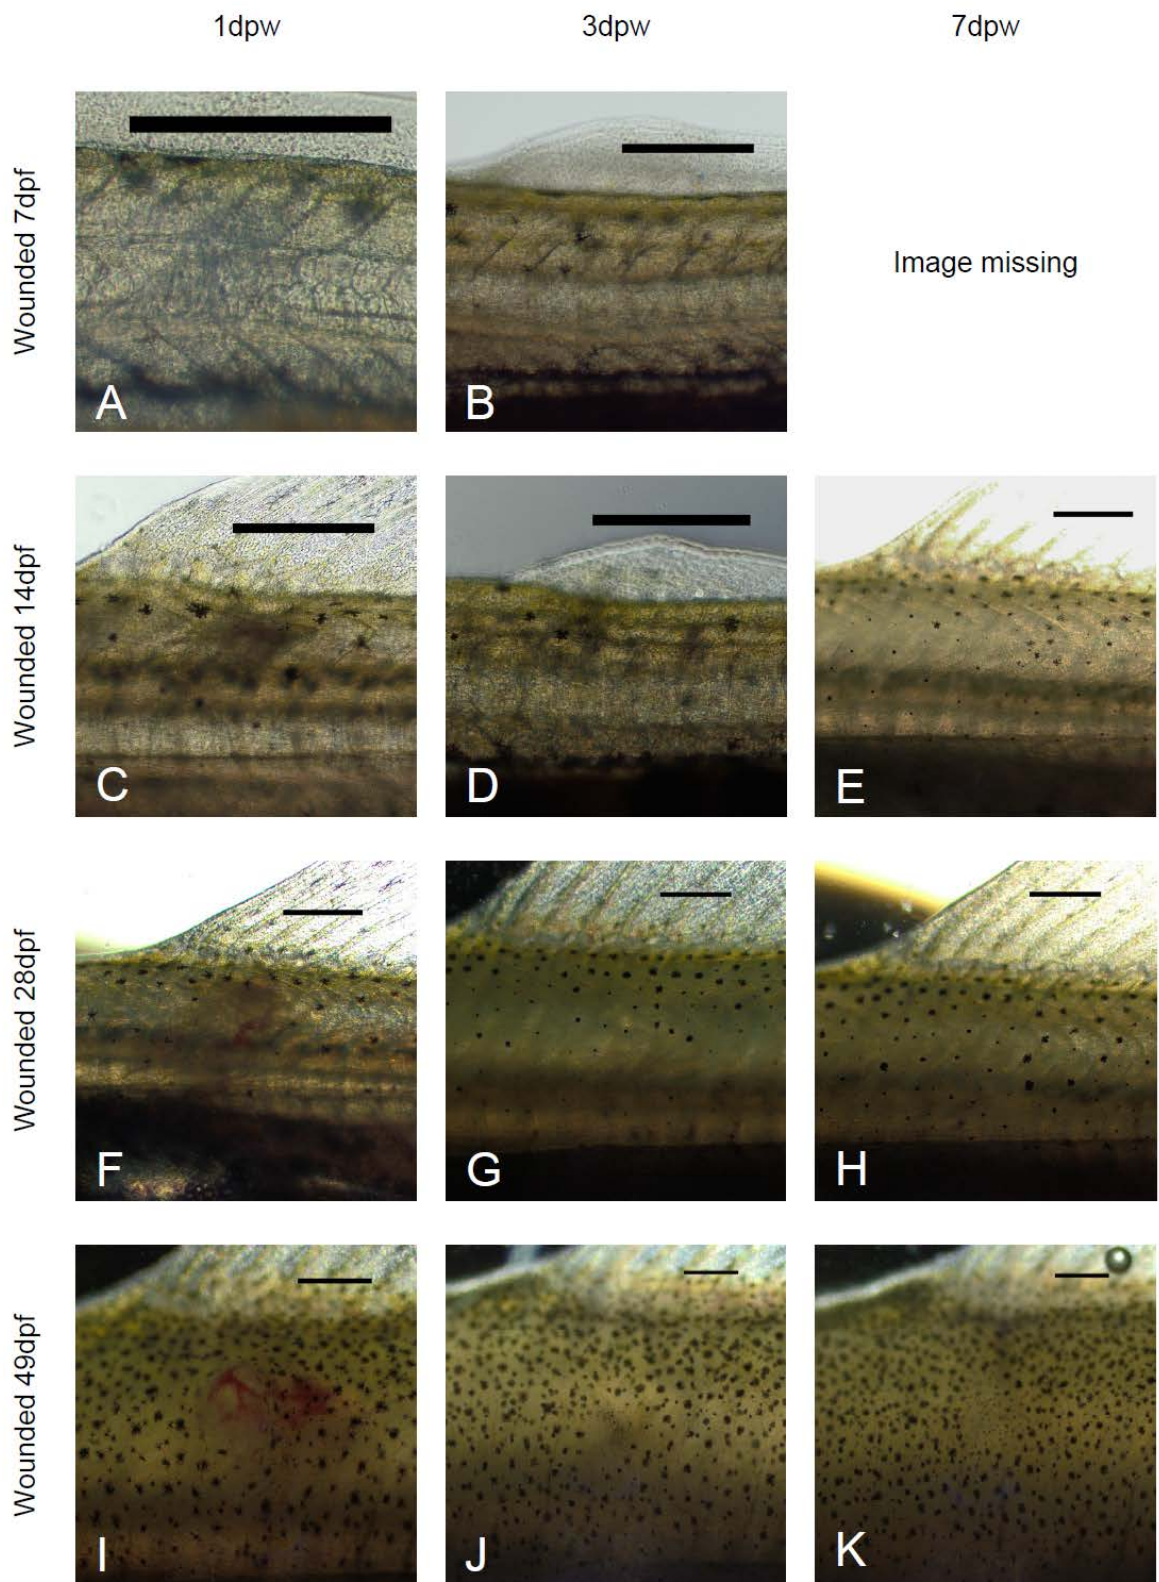 1dpw 3dpw 7dpw
Wounded 7dpf
A B Image missing
Wounded 14dpf
C D E
Wounded 28dpf
F G H
Wounded 49dpf
I J K